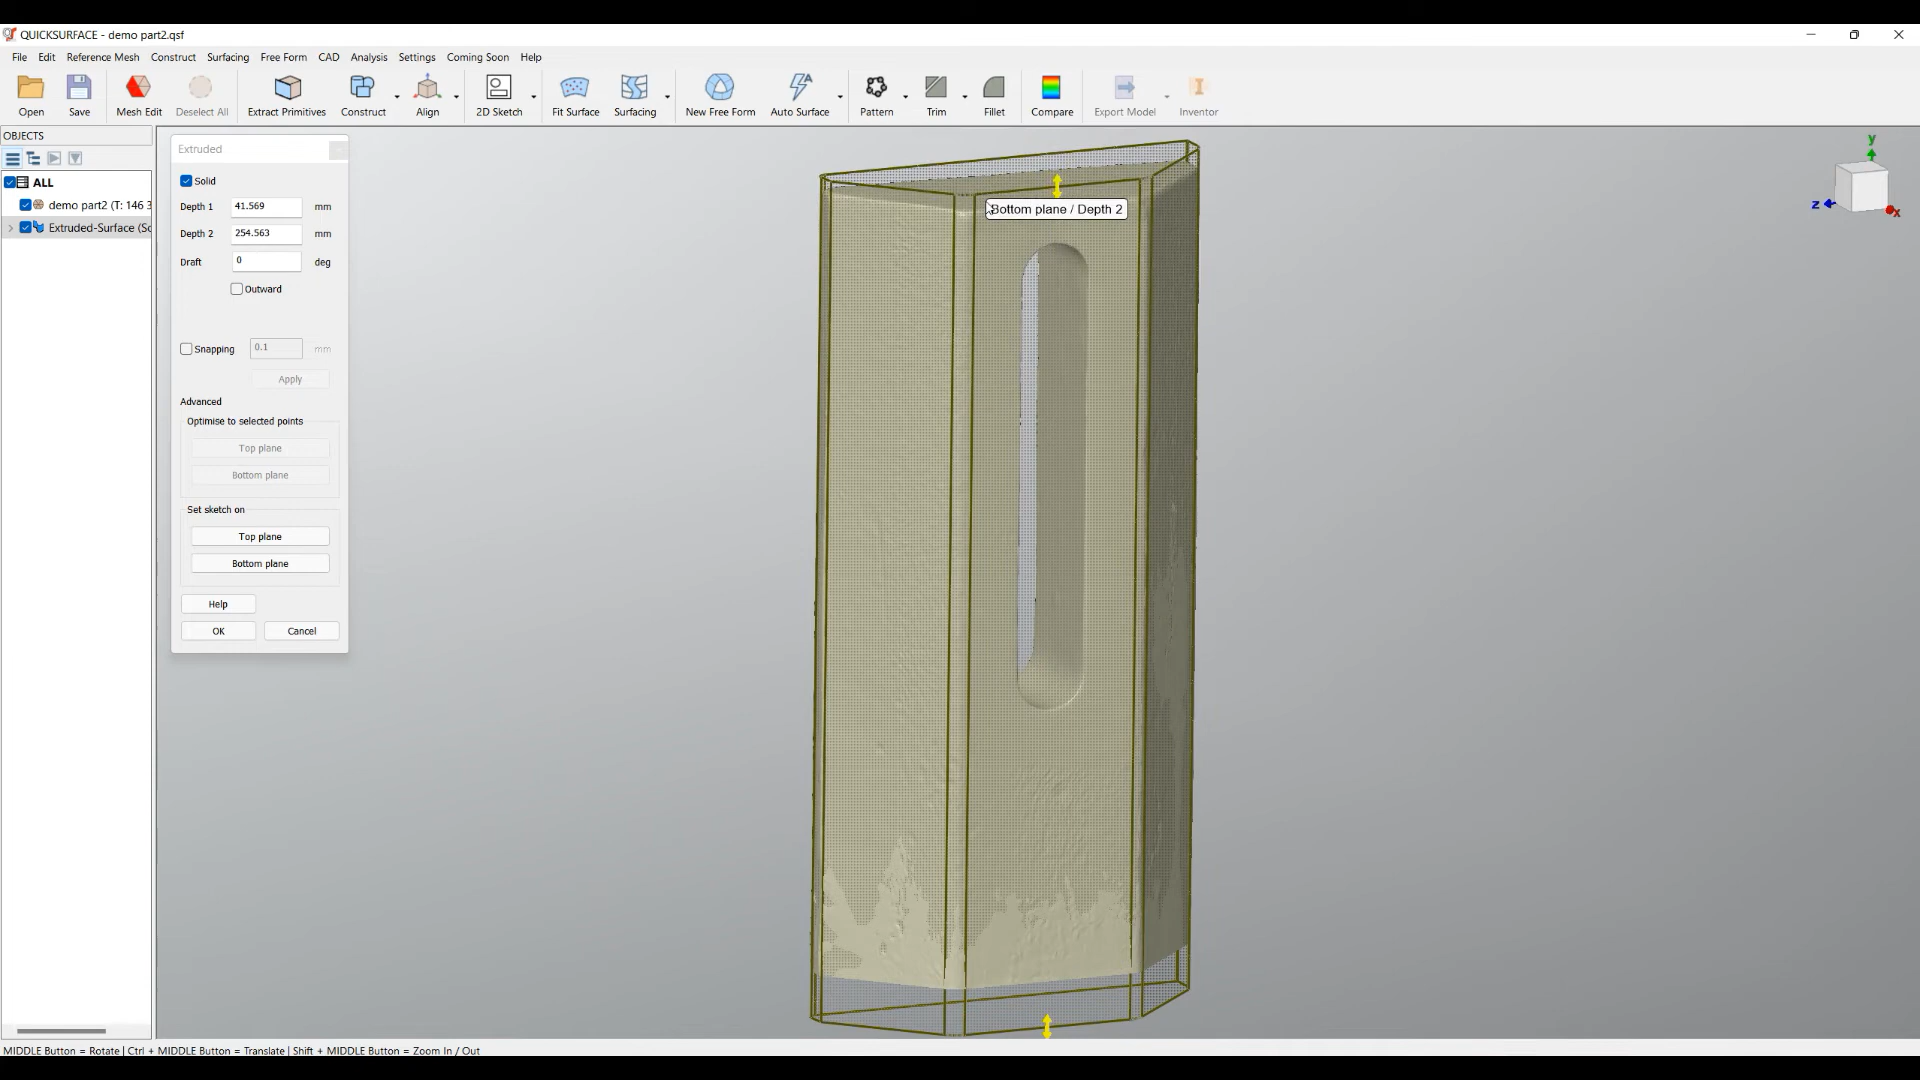 QUICKSURFACE - demo part2.qsf
File Edit Reference Mesh Construct Surfacing Free Form CAD Analysis Settings Coming Soon Help
Open Save Mesh Edit Deselect All Extract Primitives Construct Align 2D Sketch Fit Surface Surfacing New Free Form Auto Surface Pattern Trim Fillet Compare Export Model Inventor
OBJECTS
ALL
demo part2 (T: 146 3
Extruded-Surface (Sc
Extruded
Solid
Depth 1 41.569 mm
Depth 2 254.563 mm
Draft 0 deg
Outward
Snapping 0.1 mm
Apply
Advanced
Optimise to selected points
Top plane
Bottom plane
Set sketch on
Top plane
Bottom plane
Help
OK Cancel
Bottom plane / Depth 2
y
z
x
MIDDLE Button = Rotate | Ctrl + MIDDLE Button = Translate | Shift + MIDDLE Button = Zoom In / Out